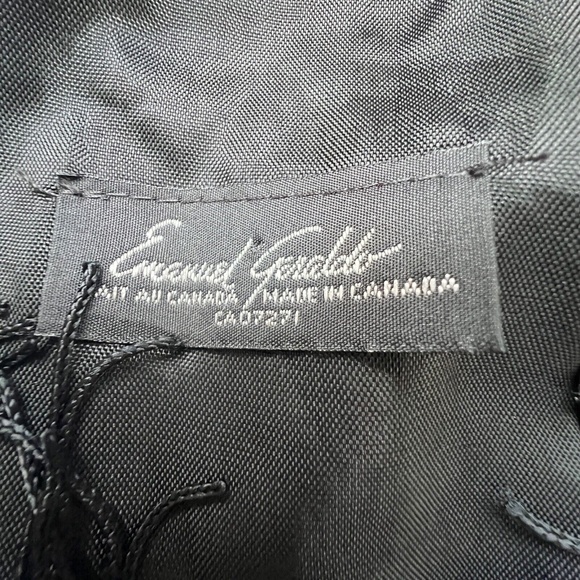 Emanuel Geraldo
FAIT AU CANADA / MADE IN CANADA
CA07271